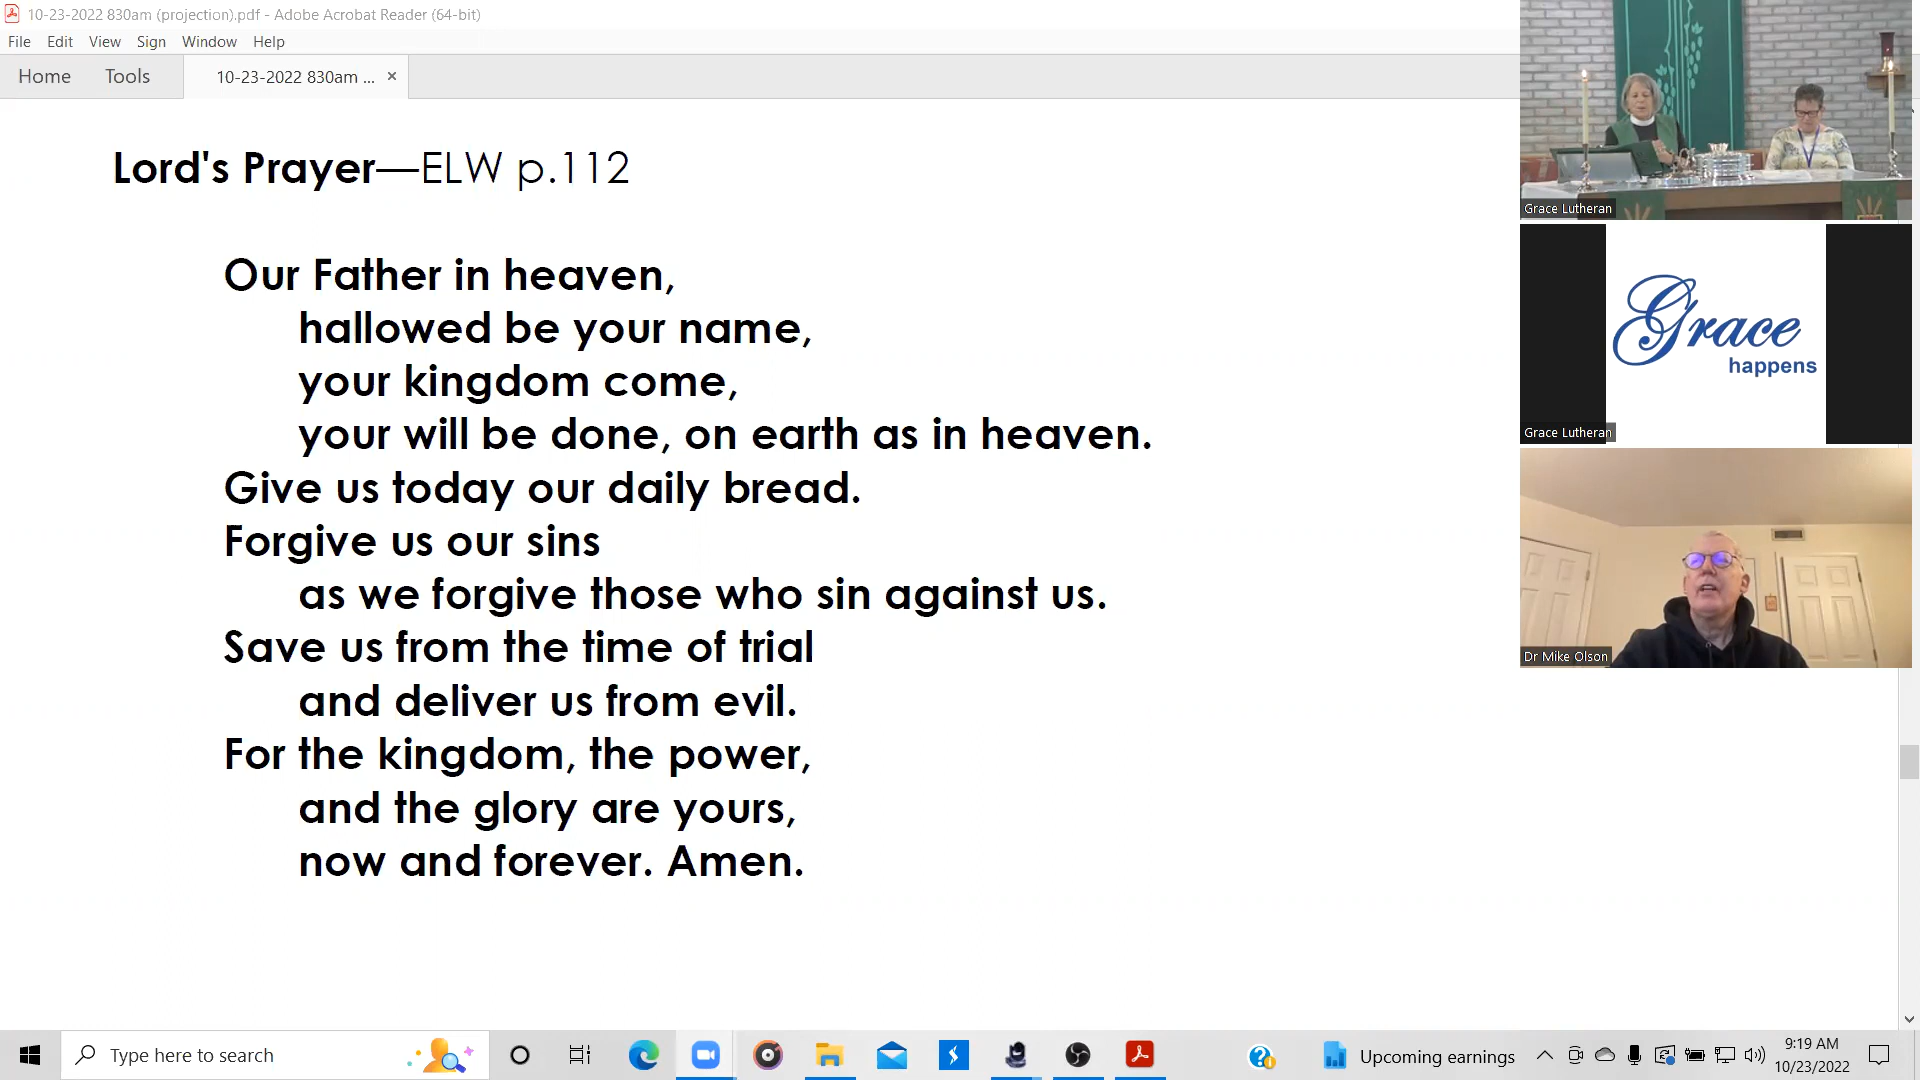 10-23-2022 830am (projection).pdf - Adobe Acrobat Reader (64-bit)
File Edit View Sign Window Help
Home Tools 10-23-2022 830am ... ×
Lord's Prayer—ELW p.112
Our Father in heaven,
hallowed be your name,
your kingdom come,
your will be done, on earth as in heaven.
Give us today our daily bread.
Forgive us our sins
as we forgive those who sin against us.
Save us from the time of trial
and deliver us from evil.
For the kingdom, the power,
and the glory are yours,
now and forever. Amen.
Grace Lutheran
Grace
happens
Grace Lutheran
Dr Mike Olson
Type here to search
Upcoming earnings
9:19 AM
10/23/2022